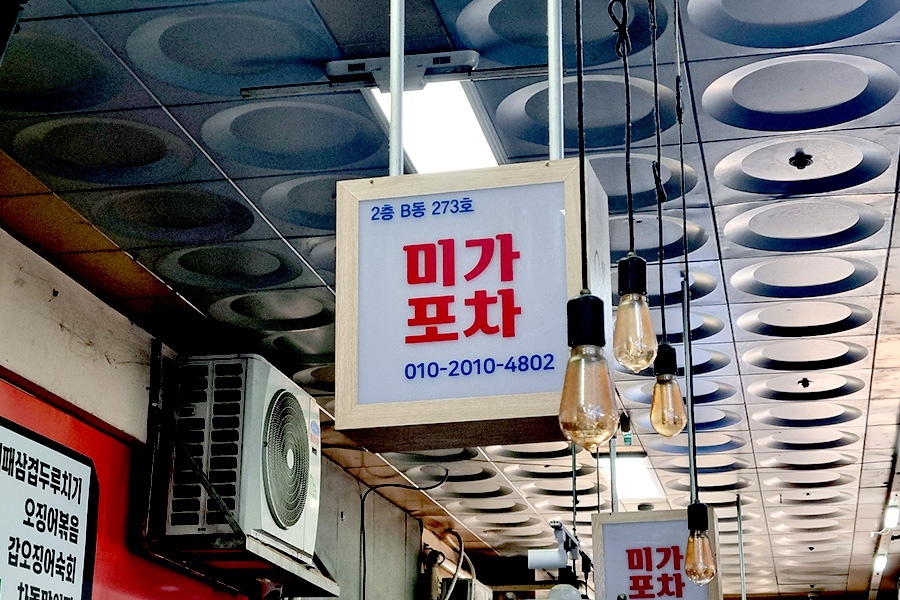 2층 B동 273호
미가
포차
010-2010-4802
미가
포차
오징어볶음
갑오징어숙회